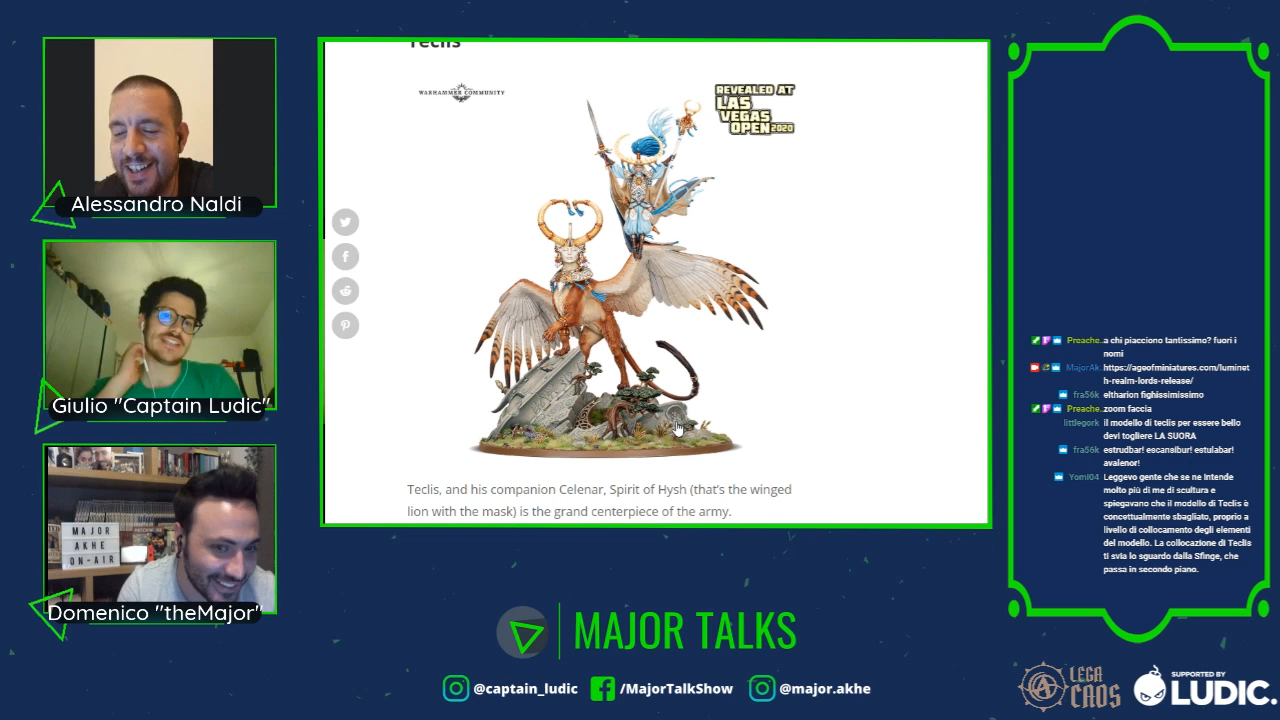 Alessandro Naldi
Giulio "Captain Ludic"
MAJOR
AKHE
ON-AIR
Domenico "theMajor"
Teclis
WARHAMMER COMMUNITY
REVEALED AT
LAS
VEGAS
OPEN 2020
Teclis, and his companion Celenar, Spirit of Hysh (that's the winged
lion with the mask) is the grand centerpiece of the army.
Preache.. a chi piacciono tantissimo? fuori i
nomi
MajorAk. https://ageofminiatures.com/luminet
h-realm-lords-release/
fra56k eltharion fighissimissimo
Preache.. zoom faccia
littlegork il modello di teclis per essere bello
devi togliere LA SUORA
fra56k estrudbar! escansibur! estulabar!
avalenor!
Yomi04 Leggevo gente che se ne intende
molto più di me di scultura e
spiegavano che il modello di Teclis è
concettualmente sbagliato, proprio a
livello di collocamento degli elementi
del modello. La collocazione di Teclis
ti svia lo sguardo dalla Sfinge, che
passa in secondo piano.
MAJOR TALKS
@captain_ludic /MajorTalkShow @major.akhe
LEGA
CAOS
SUPPORTED BY
LUDIC.